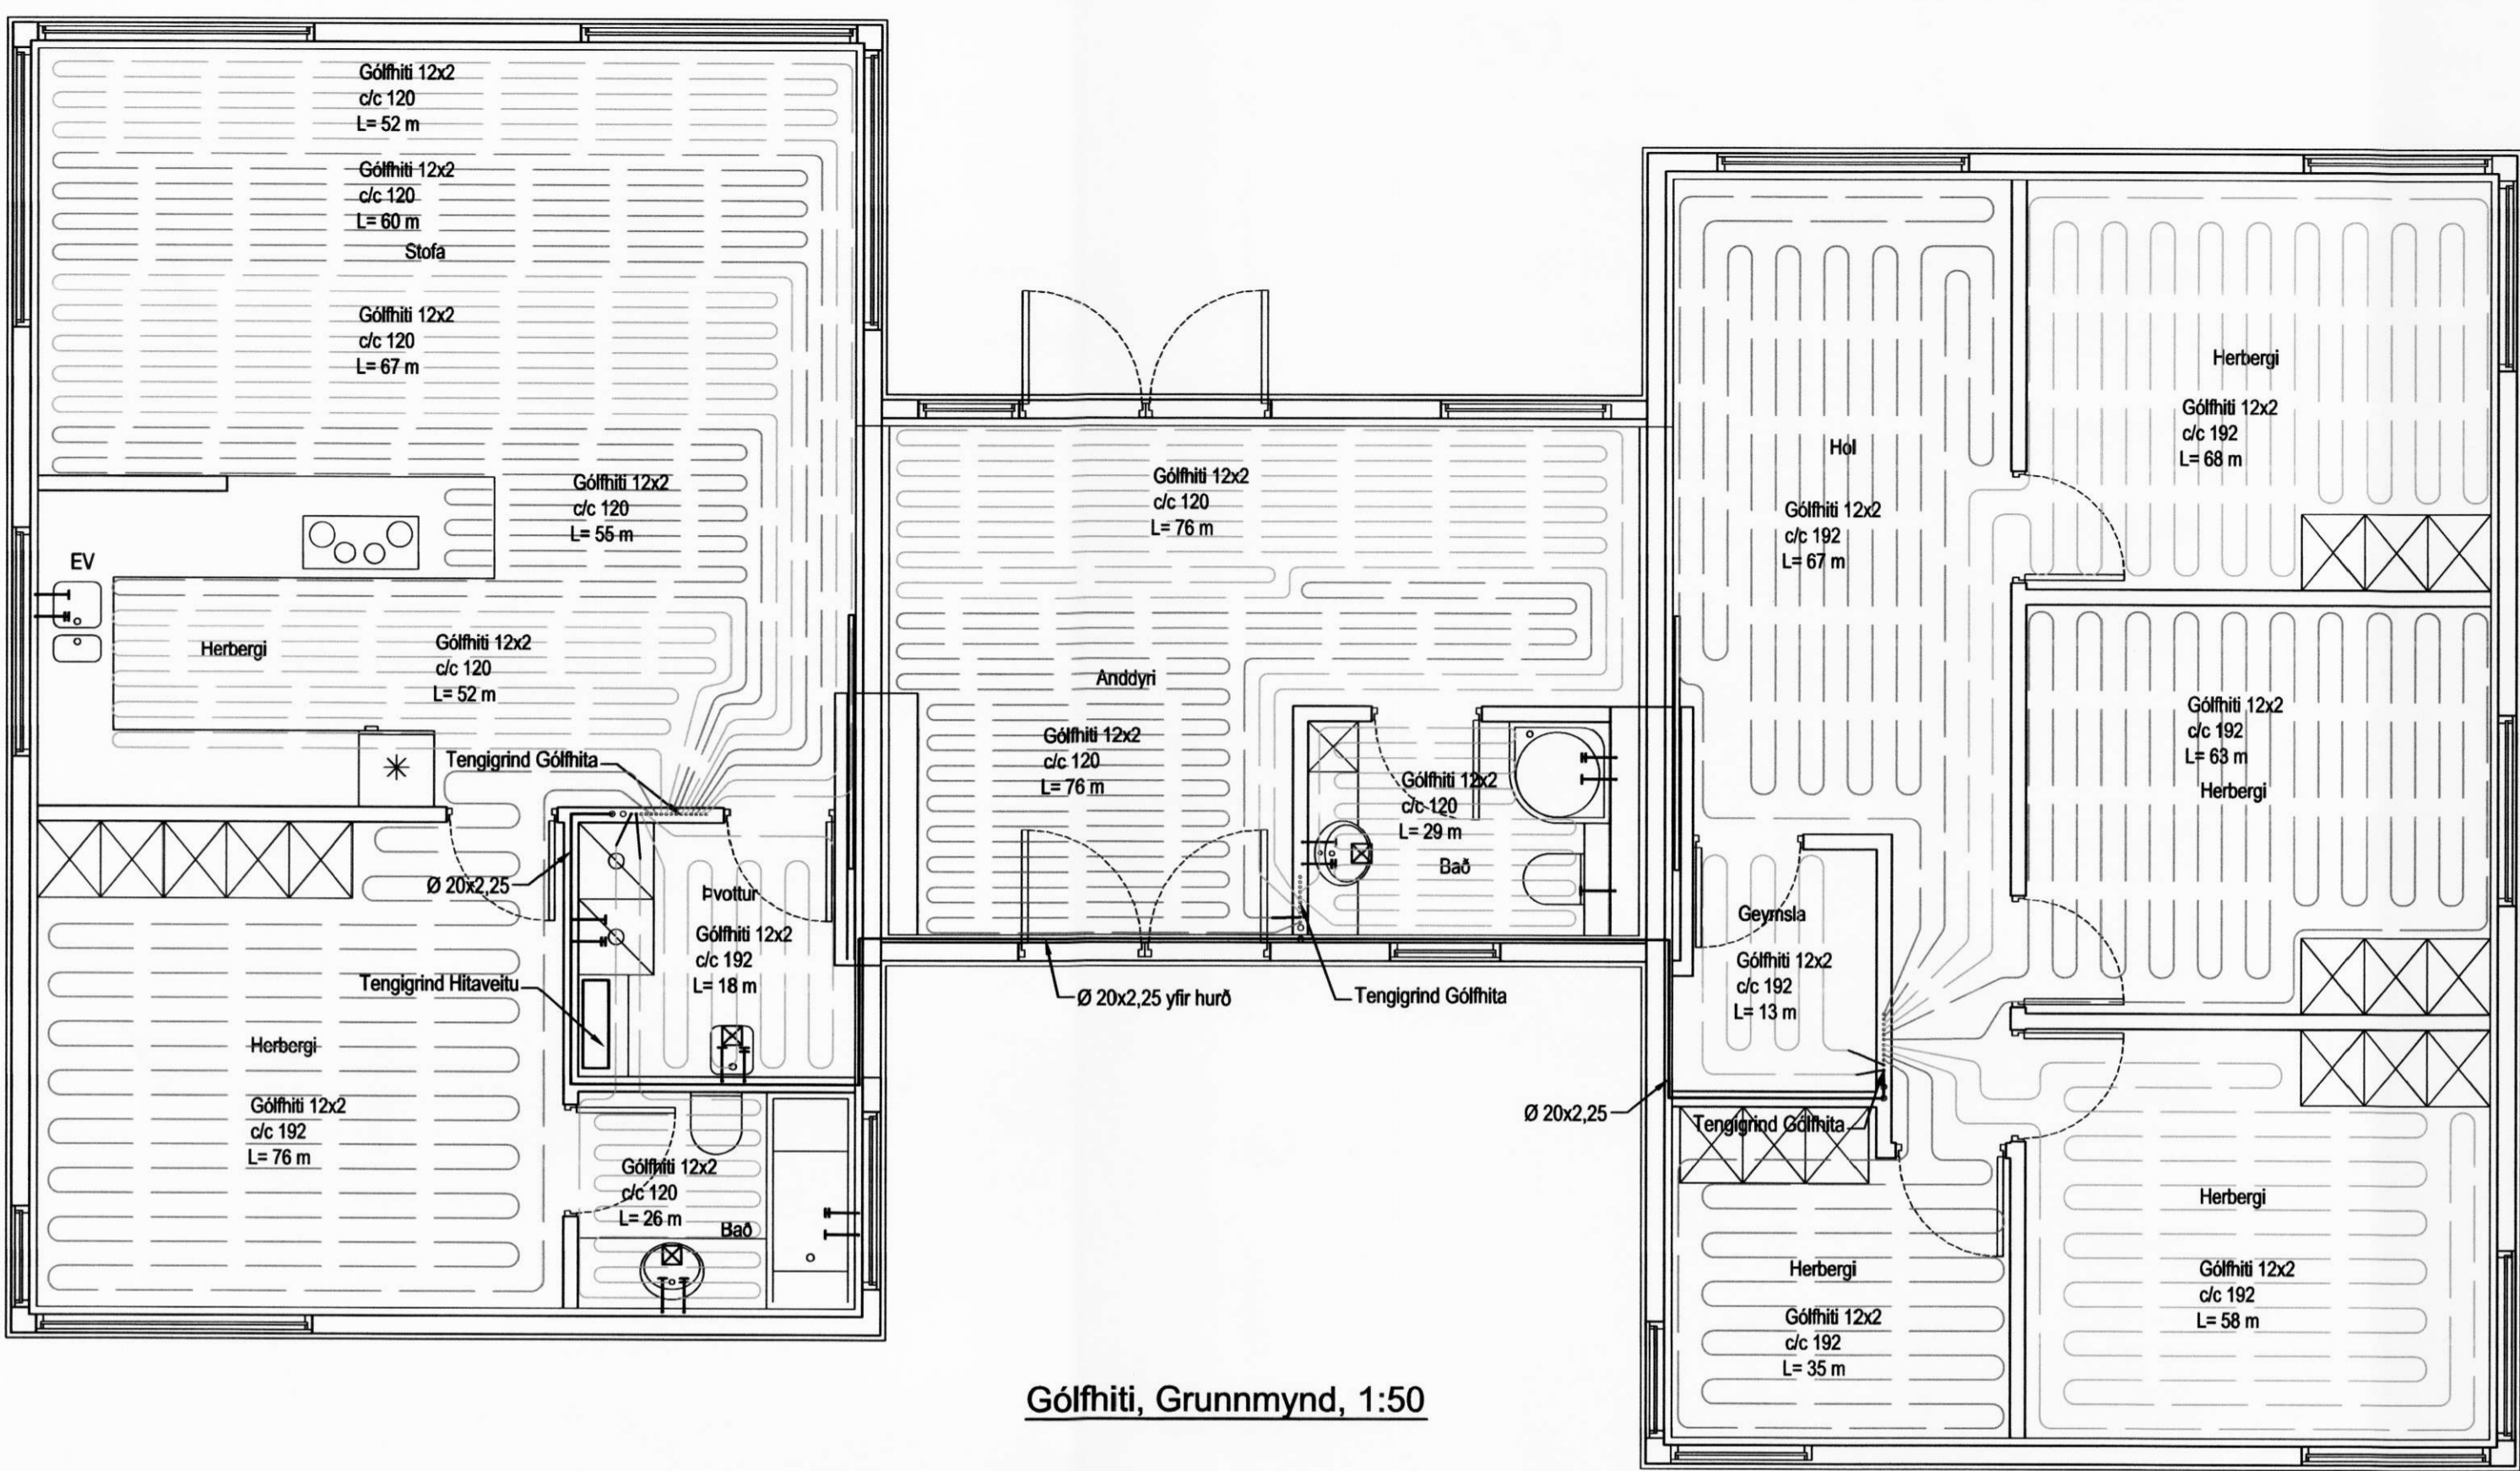 Gólfhiti 12x2
c/c 120
L= 52 m
Gólfhiti 12x2
c/c 120
L= 60 m
Stofa
Gólfhiti 12x2
c/c 120
L= 67 m
Gólfhiti 12x2
c/c 120
L= 55 m
EV
Herbergi
Gólfhiti 12x2
c/c 120
L= 52 m
Tengigrind Gólfhita
Ø 20x2,25
Þvottur
Gólfhiti 12x2
c/c 192
L= 18 m
Tengigrind Hitaveitu
Herbergi
Gólfhiti 12x2
c/c 192
L= 76 m
Gólfhiti 12x2
c/c 120
L= 26 m
Bað
Gólfhiti 12x2
c/c 120
L= 76 m
Anddyri
Gólfhiti 12x2
c/c 120
L= 76 m
Gólfhiti 12x2
c/c 120
L= 29 m
Bað
Ø 20x2,25 yfir hurð
Tengigrind Gólfhita
Hol
Gólfhiti 12x2
c/c 192
L= 67 m
Herbergi
Gólfhiti 12x2
c/c 192
L= 68 m
Gólfhiti 12x2
c/c 192
L= 63 m
Herbergi
Geymsla
Gólfhiti 12x2
c/c 192
L= 13 m
Ø 20x2,25
Tengigrind Gólfhita
Herbergi
Gólfhiti 12x2
c/c 192
L= 35 m
Herbergi
Gólfhiti 12x2
c/c 192
L= 58 m
Gólfhiti, Grunnmynd, 1:50